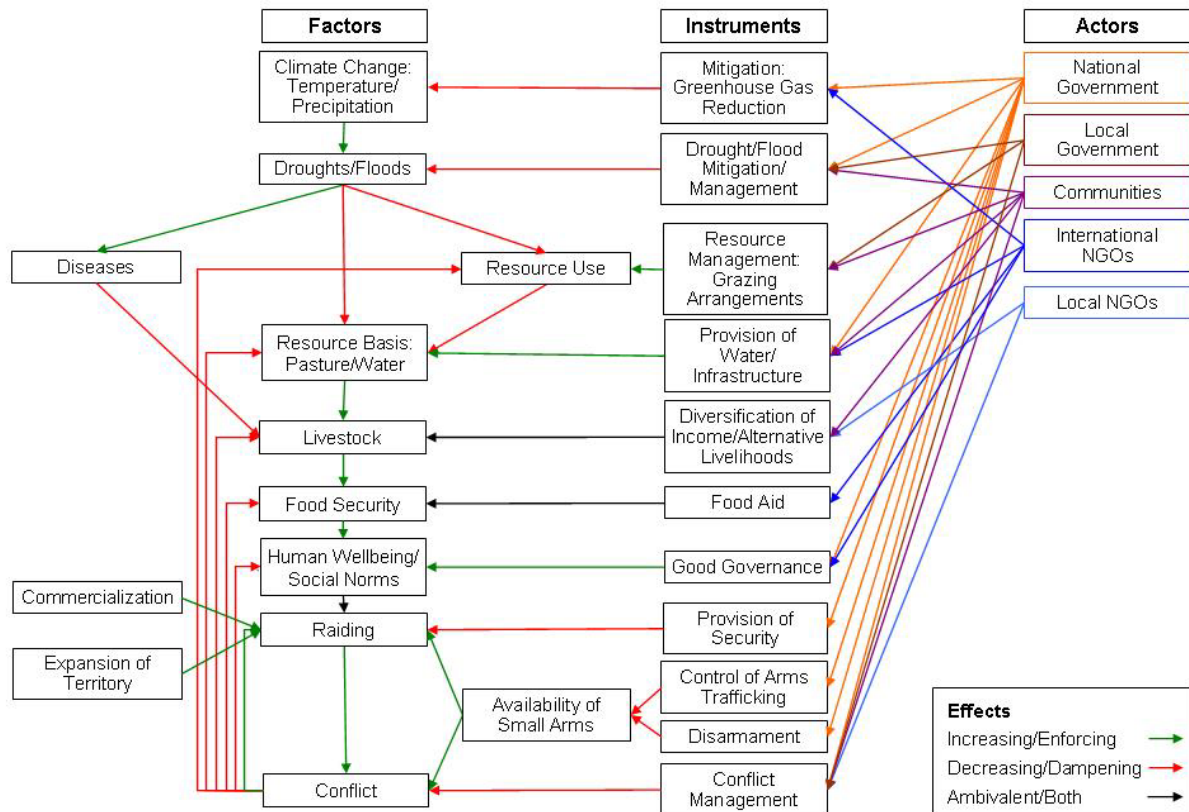 Factors
Instruments
Actors
Climate Change:
Temperature/
Precipitation
Mitigation:
Greenhouse Gas
Reduction
National
Government
Droughts/Floods
Drought/Flood
Mitigation/
Management
Local
Government
Communities
Diseases
Resource Use
Resource
Management:
Grazing
Arrangements
International
NGOs
Local NGOs
Resource Basis:
Pasture/Water
Provision of
Water/
Infrastructure
Livestock
Diversification of
Income/Alternative
Livelihoods
Food Security
Food Aid
Human Wellbeing/
Social Norms
Good Governance
Commercialization
Raiding
Provision of
Security
Expansion of
Territory
Availability of
Small Arms
Control of Arms
Trafficking
Disarnament
Conflict
Conflict
Management
Effects
Increasing/Enforcing
Decreasing/Dampening
Ambivalent/Both